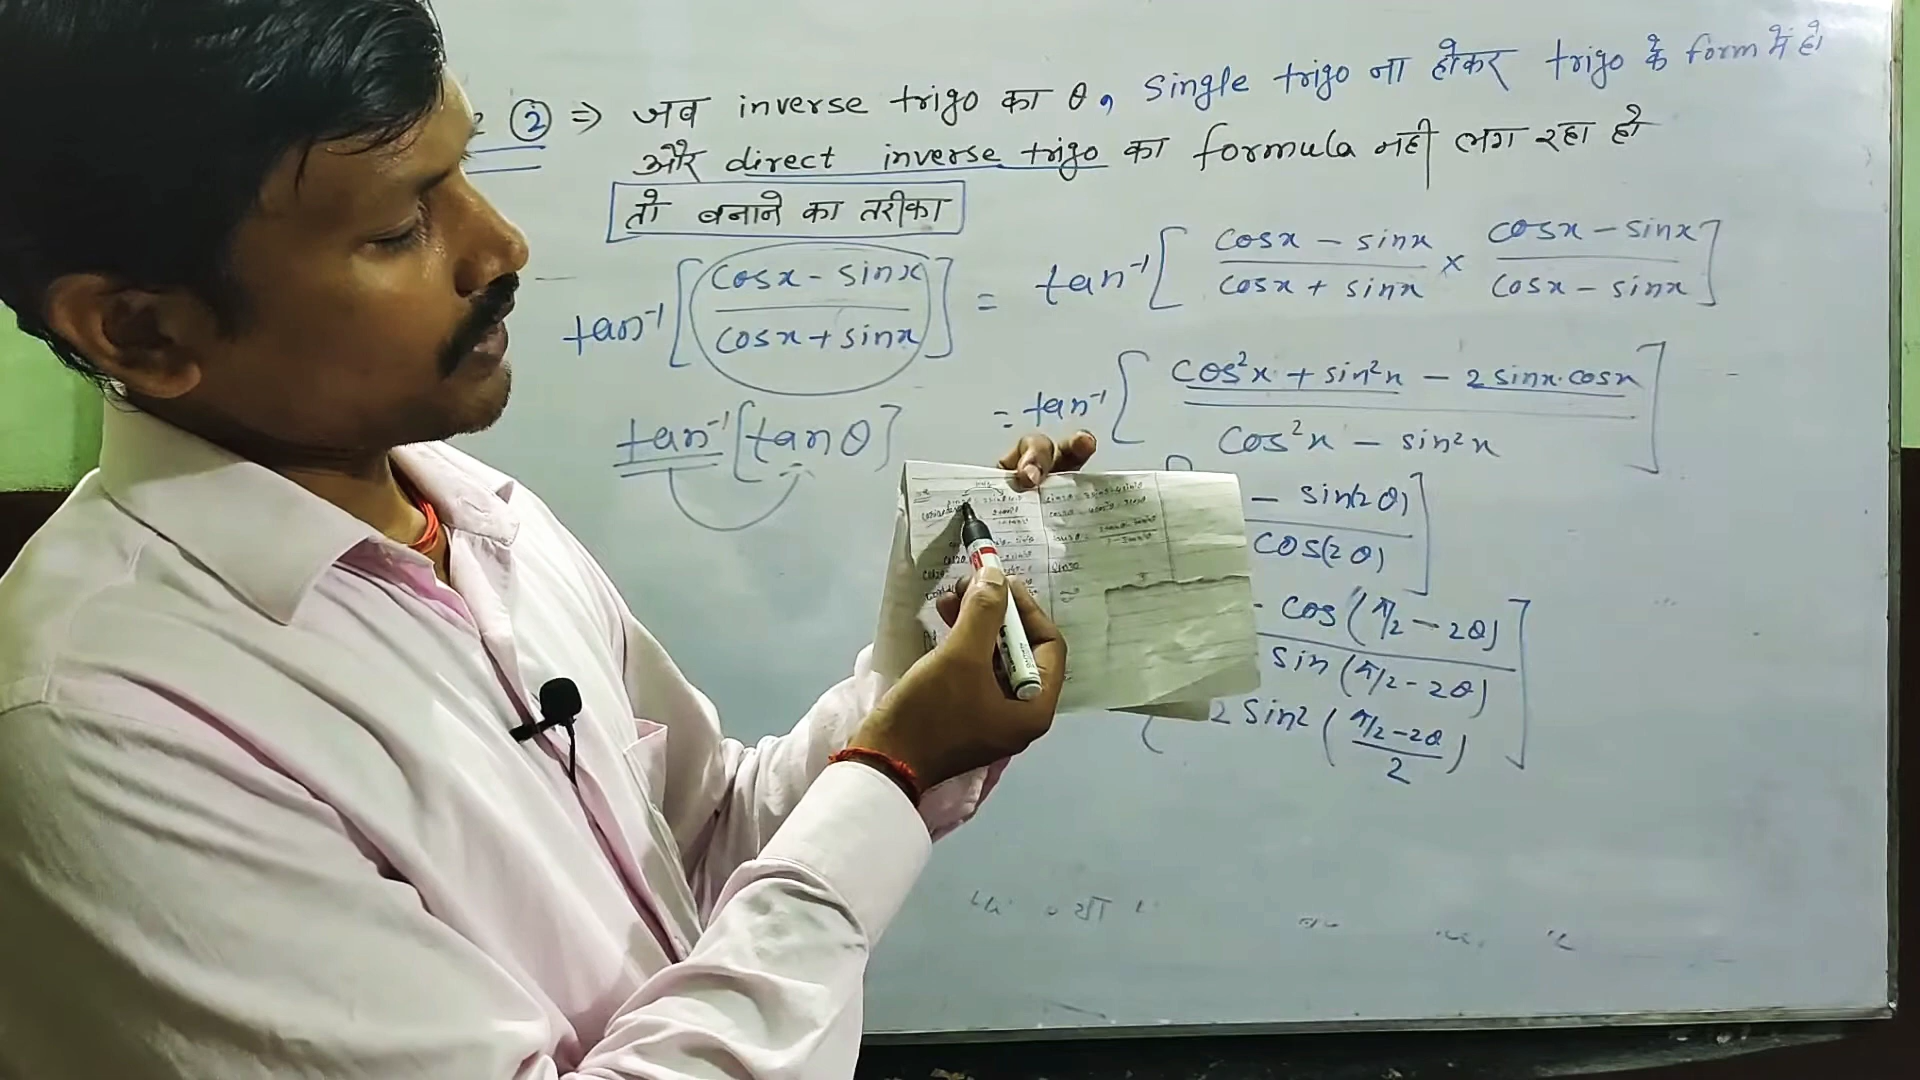 ② ⇒ जब inverse trigo का θ, single trigo ना होकर trigo के form में हो
और direct inverse trigo का formula नही लग रहा हो
तो बनाने का तरीका
tan⁻¹ [ (cosx - sinx) / (cosx + sinx) ] = tan⁻¹ [ (cosx - sinx) / (cosx + sinx) × (cosx - sinx) / (cosx - sinx) ]
tan⁻¹ [tan θ]
= tan⁻¹ [ (cos²x + sin²x - 2 sinx·cosx) / (cos²x - sin²x) ]
- sin(2θ)
cos(2θ)
- cos (π/2 - 2θ)
sin (π/2 - 2θ)
2 sin² ( (π/2 - 2θ) / 2 )